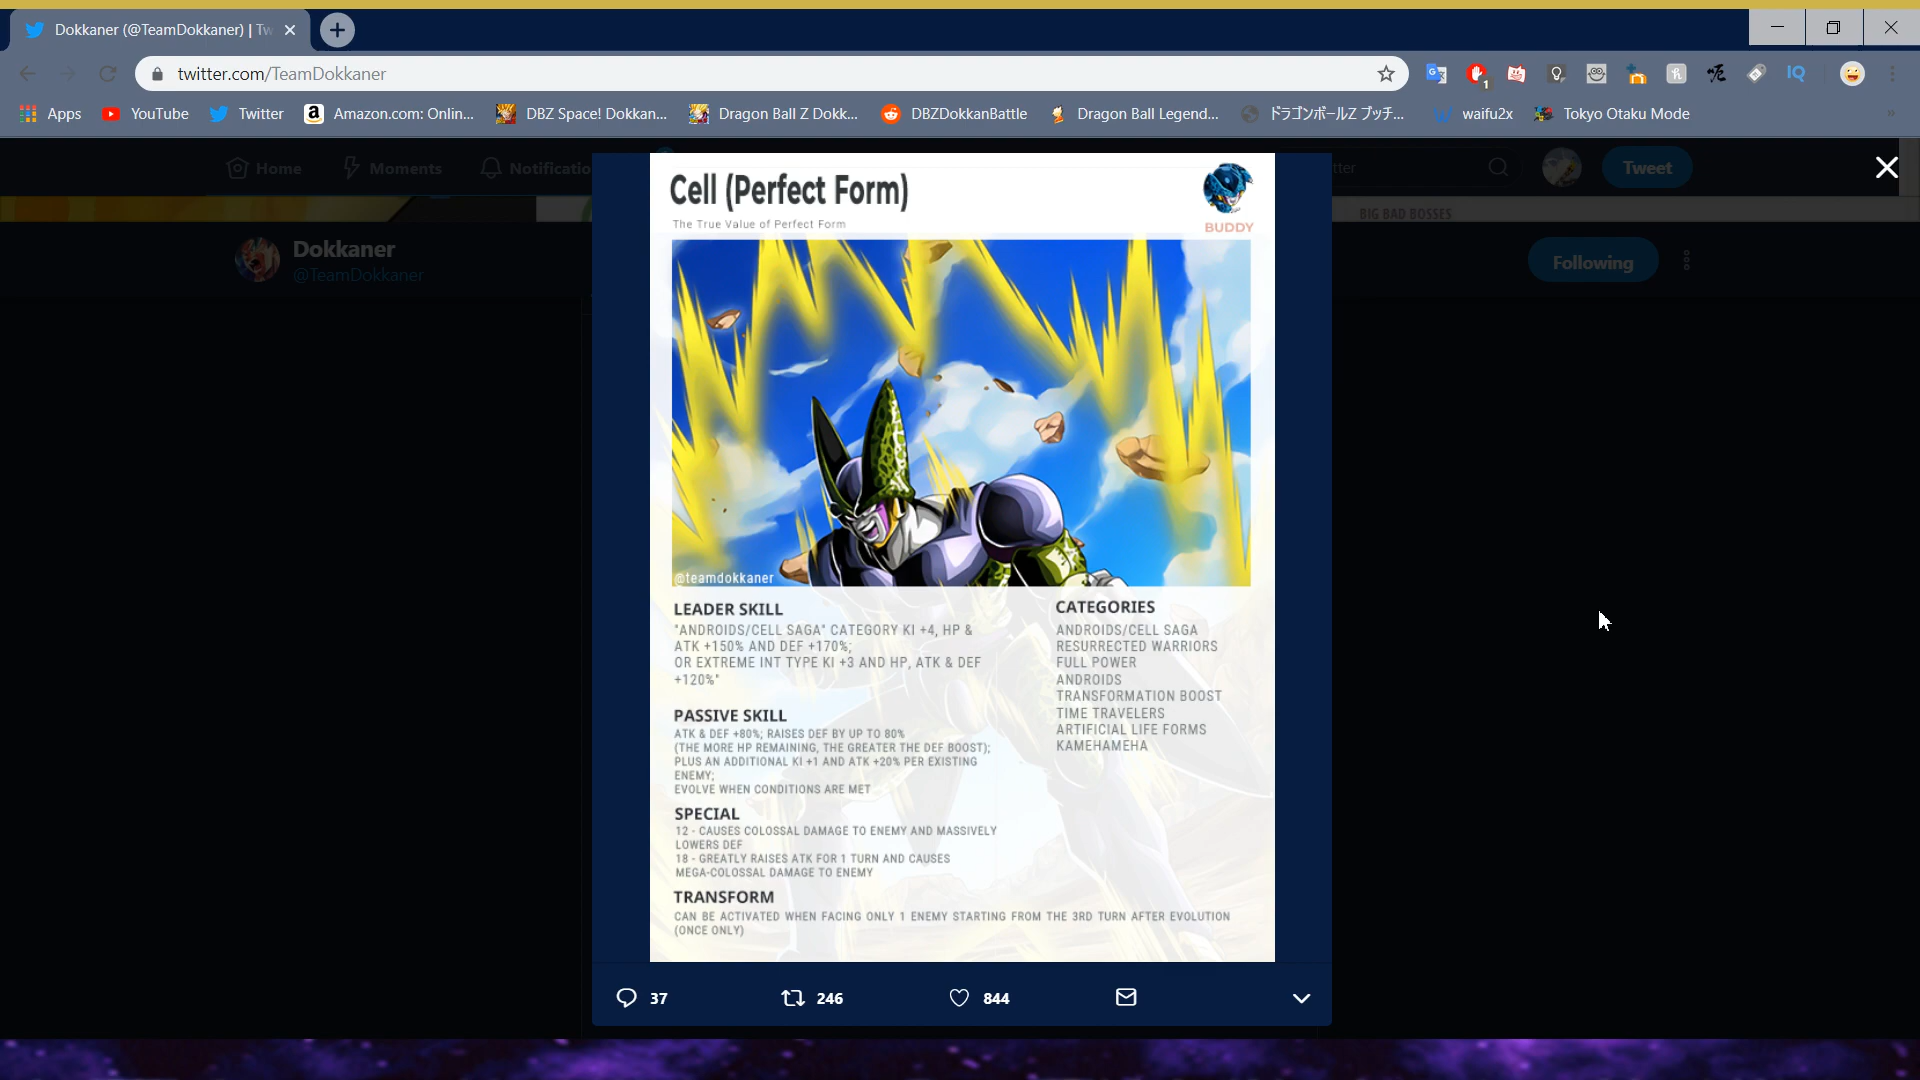 Dokkaner (@TeamDokkaner) | Tw
twitter.com/TeamDokkaner
Apps YouTube Twitter Amazon.com: Onlin... DBZ Space! Dokkan... Dragon Ball Z Dokk... DBZDokkanBattle Dragon Ball Legend... ドラゴンボールZ ブッチ... waifu2x Tokyo Otaku Mode
Home Moments Notificatio tter Tweet
BIG BAD BOSSES
Dokkaner
@TeamDokkaner
Following
Cell (Perfect Form)
The True Value of Perfect Form
BUDDY
@teamdokkaner
LEADER SKILL
"ANDROIDS/CELL SAGA" CATEGORY KI +4, HP &
ATK +150% AND DEF +170%;
OR EXTREME INT TYPE KI +3 AND HP, ATK & DEF
+120%"
PASSIVE SKILL
ATK & DEF +80%; RAISES DEF BY UP TO 80%
(THE MORE HP REMAINING, THE GREATER THE DEF BOOST);
PLUS AN ADDITIONAL KI +1 AND ATK +20% PER EXISTING
ENEMY;
EVOLVE WHEN CONDITIONS ARE MET
SPECIAL
12 - CAUSES COLOSSAL DAMAGE TO ENEMY AND MASSIVELY
LOWERS DEF
18 - GREATLY RAISES ATK FOR 1 TURN AND CAUSES
MEGA-COLOSSAL DAMAGE TO ENEMY
TRANSFORM
CAN BE ACTIVATED WHEN FACING ONLY 1 ENEMY STARTING FROM THE 3RD TURN AFTER EVOLUTION
(ONCE ONLY)
CATEGORIES
ANDROIDS/CELL SAGA
RESURRECTED WARRIORS
FULL POWER
ANDROIDS
TRANSFORMATION BOOST
TIME TRAVELERS
ARTIFICIAL LIFE FORMS
KAMEHAMEHA
37 246 844